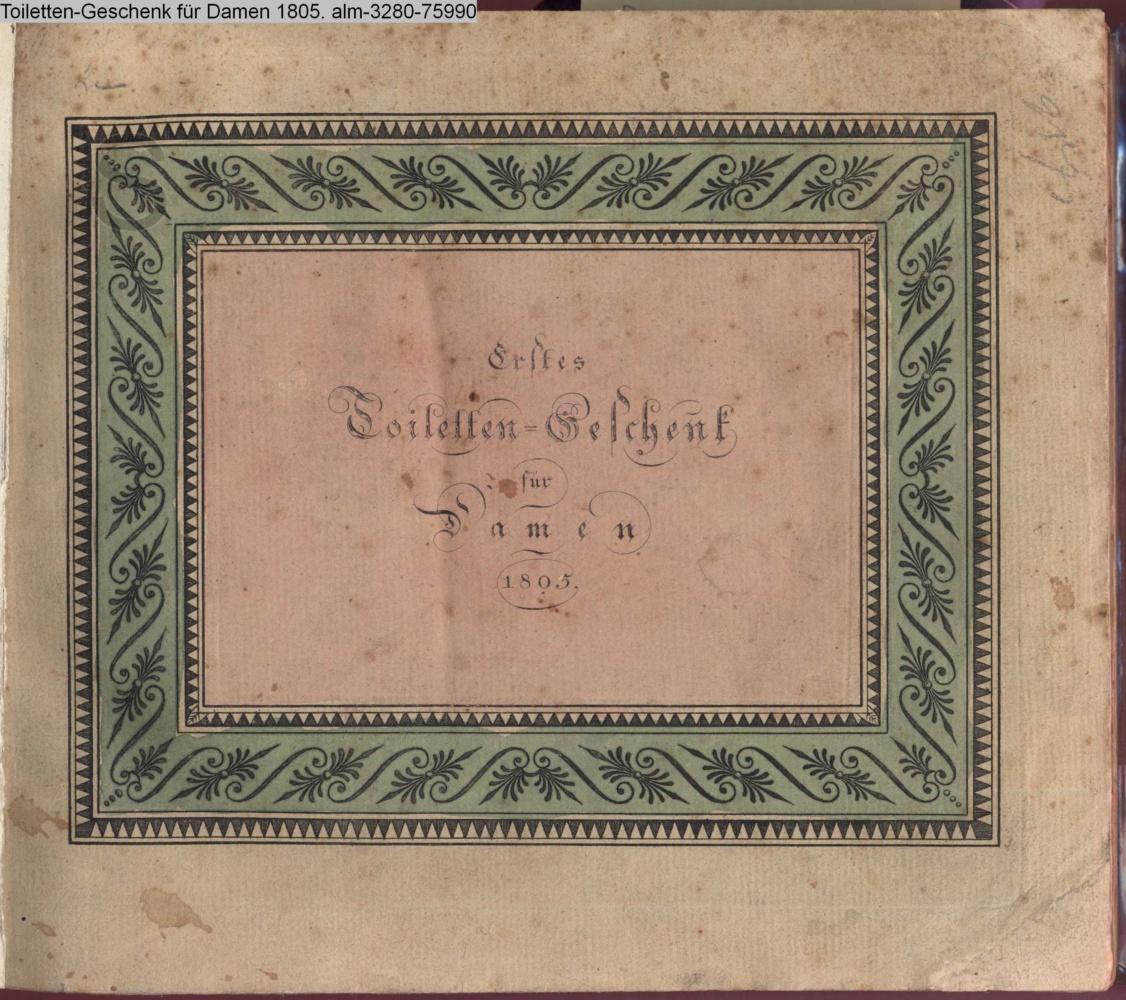 Toiletten-Geschenk für Damen 1805. alm-3280-75990
Erſtes
Toiletten=Geſchenk
für
Damen
1805.